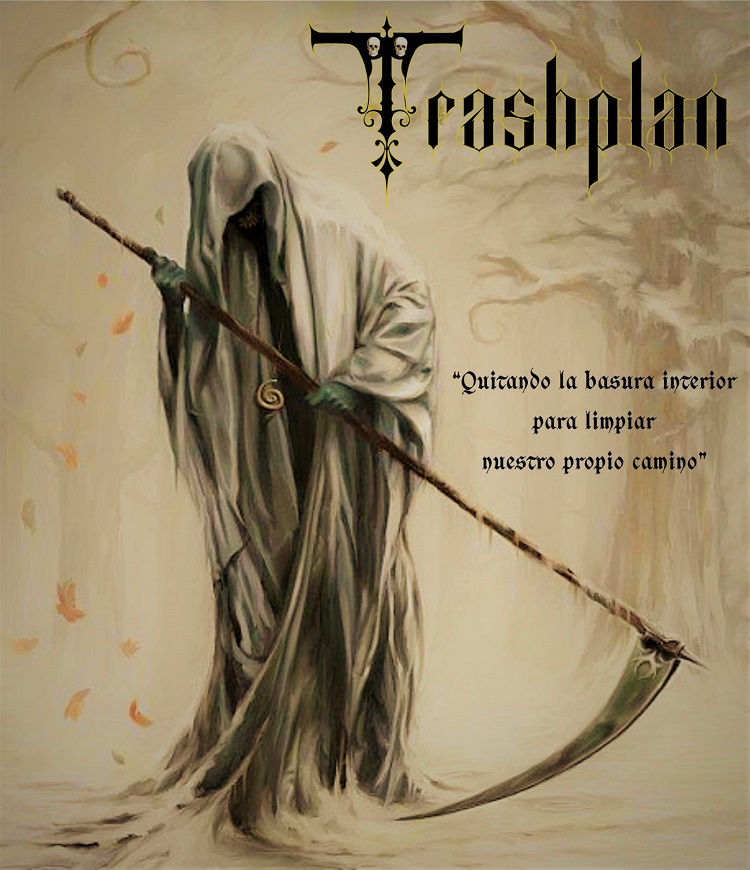 Trashplan
“Quitando la basura interior
para limpiar
nuestro propio camino”